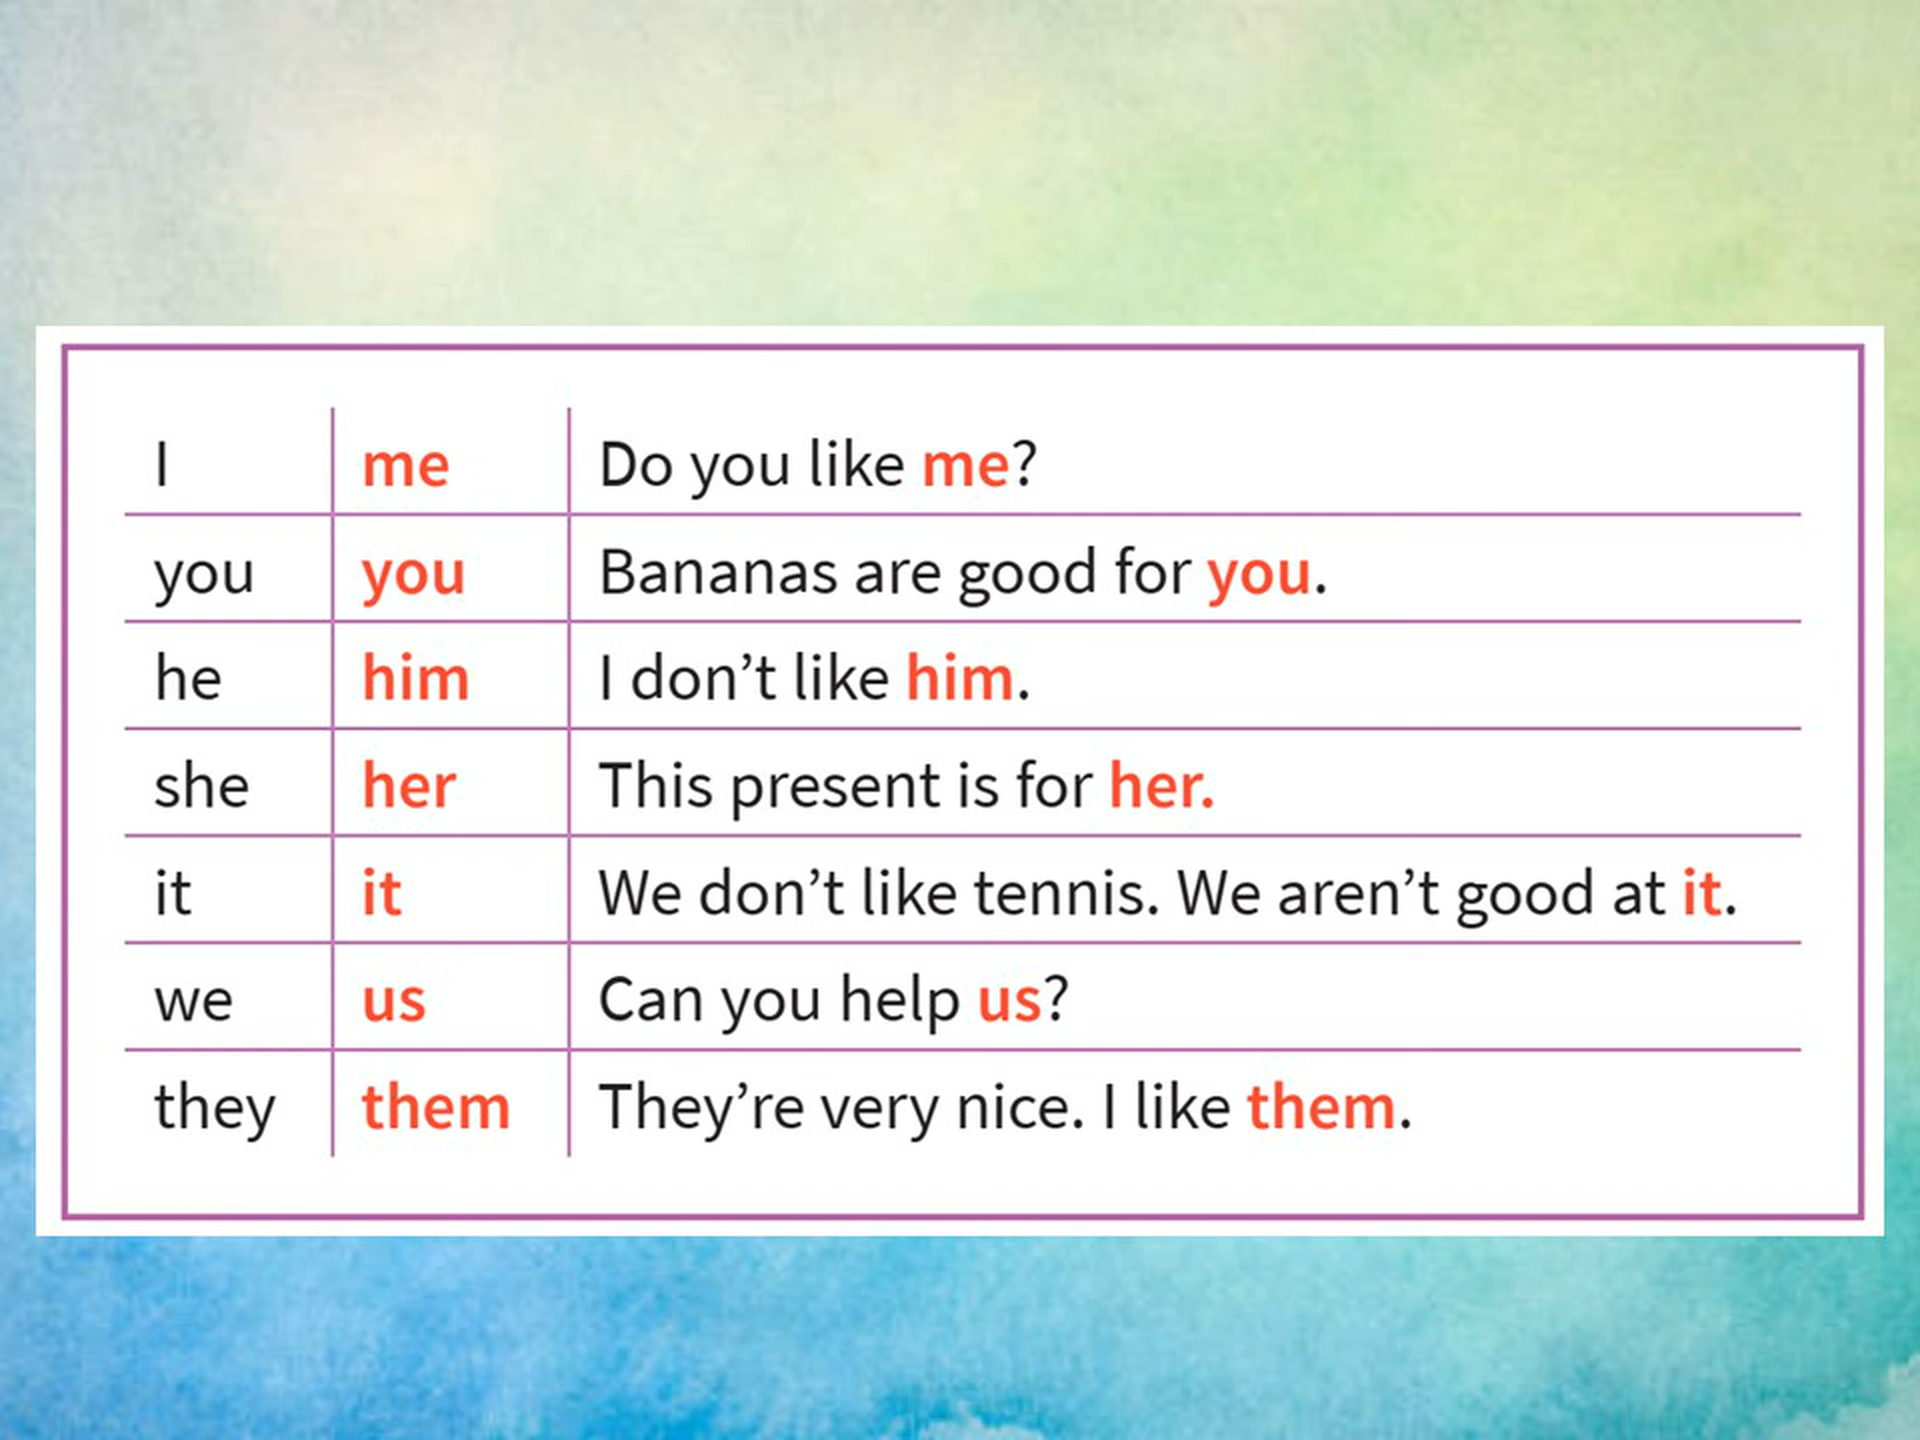 I me Do you like me?
you you Bananas are good for you.
he him I don’t like him.
she her This present is for her.
it it We don’t like tennis. We aren’t good at it.
we us Can you help us?
they them They’re very nice. I like them.